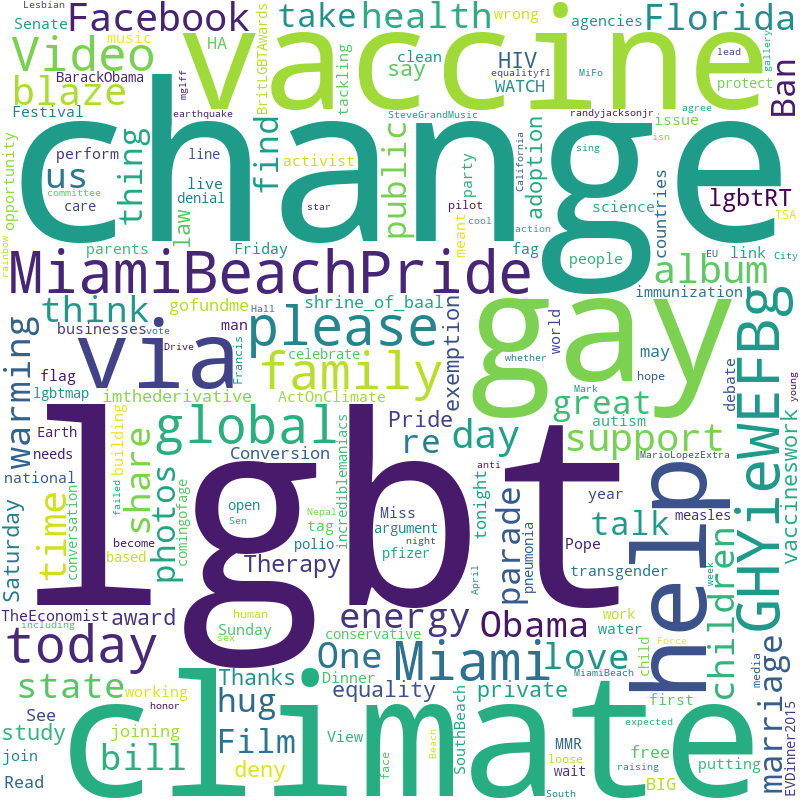 Lesbian
Facebook
take
health
wrong
agencies
Florida
Senate
music
HA
BritLGBTAwards
tackling
clean
say
HIV
equalityfl
WATCH
MiFo
lead
gallery
Video
vaccine
Ban
BarackObama
protect
blaze
mglff
Festival
earthquake
SteveGrandMusic
randyjacksonjr
agree
issue
isn
change
opportunity
perform
line
activist
party
sing
California
adoption
us
thing
find
public
lgbtRT
committee
care
live
denial
law
star
pilot
cool
action
science
countries
TSA
rainbow
parents
Friday
meant
fag
people
EU
link
City
MiamiBeachPride
album
think
gofundme
Hall
shrine_of_baal
immunization
businesses
vote
man
please
exemption
gay
whether
world
may
GHYieWEFBg
warming
via
Drive
Francis
celebrate
family
Mark
hope
debate
young
flag
lgbtmap
imthederivative
ActOnClimate
great
autism
MarioLopezExtra
Earth
needs
building
share
global
Pride
re
day
support
vaccineswork
national
Conversion
anti
tonight
lgbt
Saturday
time
conversation
failed
photos
comingofage
open
Sen
Nepal
tag
incrediblemaniacs
Miss
argument
night
parade
pneumonia
year
talk
help
measles
become
based
Therapy
polio
pfizer
Pope
transgender
week
children
TheEconomist
including
award
human
Sunday
sex
energy
conservative
April
Obama
work
water
child
Force
marriage
media
today
One
Miami
love
MiamiBeach
state
working
honor
Thanks
Dinner
equality
private
first
EVDinner2015
See
study
joining
hug
View
SouthBeach
expected
climate
join
bill
Film
face
Beach
MMR
loose
free
raising
putting
Read
deny
South
wait
BIG